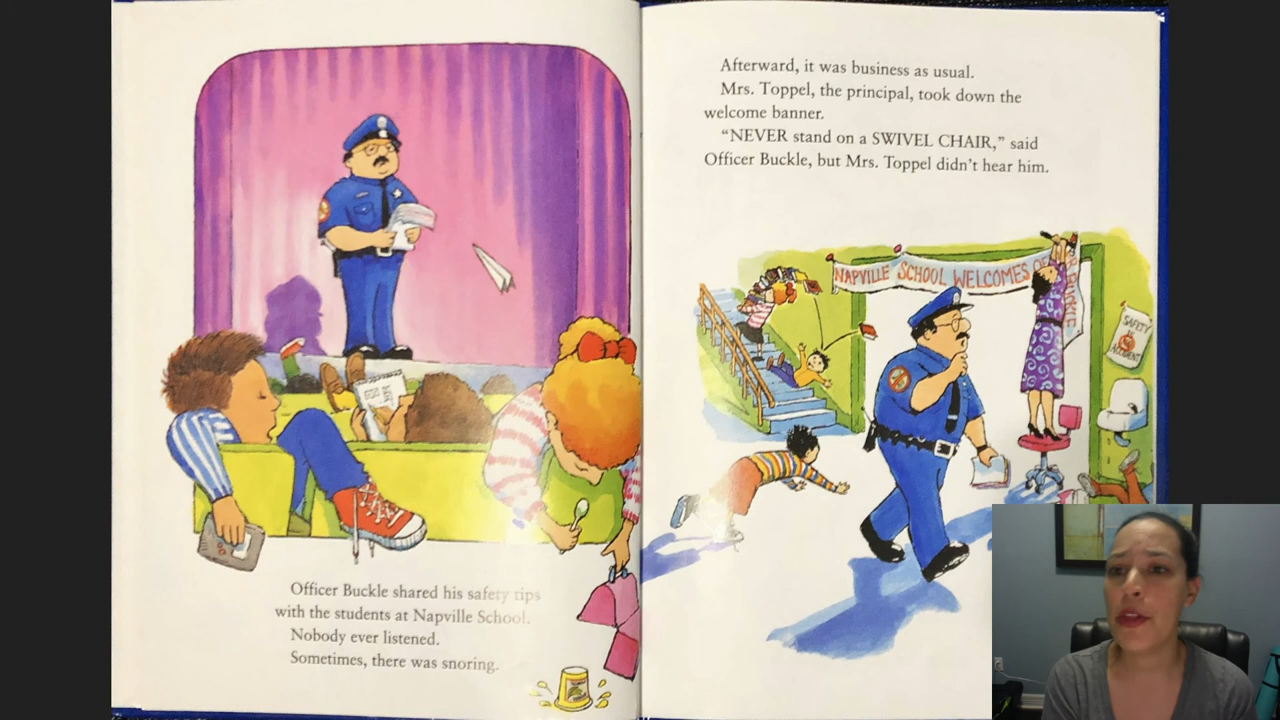 Officer Buckle shared his safety tips
with the students at Napville School.
Nobody ever listened.
Sometimes, there was snoring.
Afterward, it was business as usual.
Mrs. Toppel, the principal, took down the
welcome banner.
“NEVER stand on a SWIVEL CHAIR,” said
Officer Buckle, but Mrs. Toppel didn’t hear him.
NAPVILLE SCHOOL WELCOMES
SAFETY
ACCIDENT